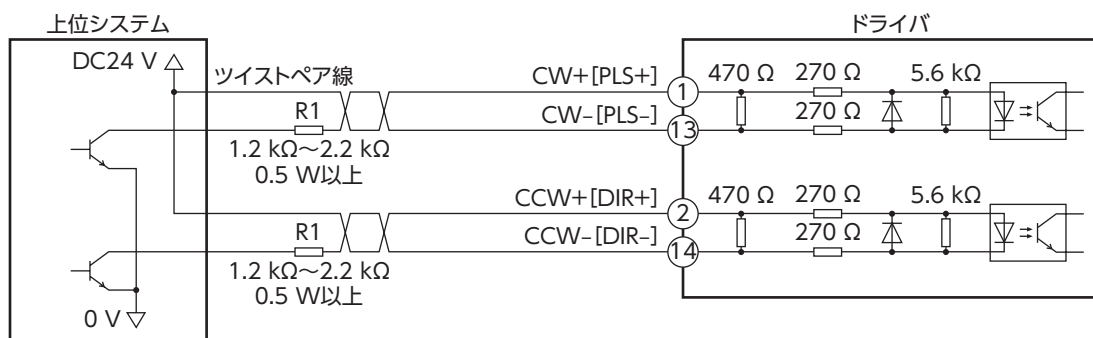 上位システム
ドライバ
DC24 V
ツイストペア線
CW+[PLS+]
1
470 Ω
270 Ω
5.6 kΩ
R1
CW-[PLS-]
13
270 Ω
1.2 kΩ～2.2 kΩ
0.5 W以上
CCW+[DIR+]
2
470 Ω
270 Ω
5.6 kΩ
R1
CCW-[DIR-]
14
270 Ω
1.2 kΩ～2.2 kΩ
0.5 W以上
0 V